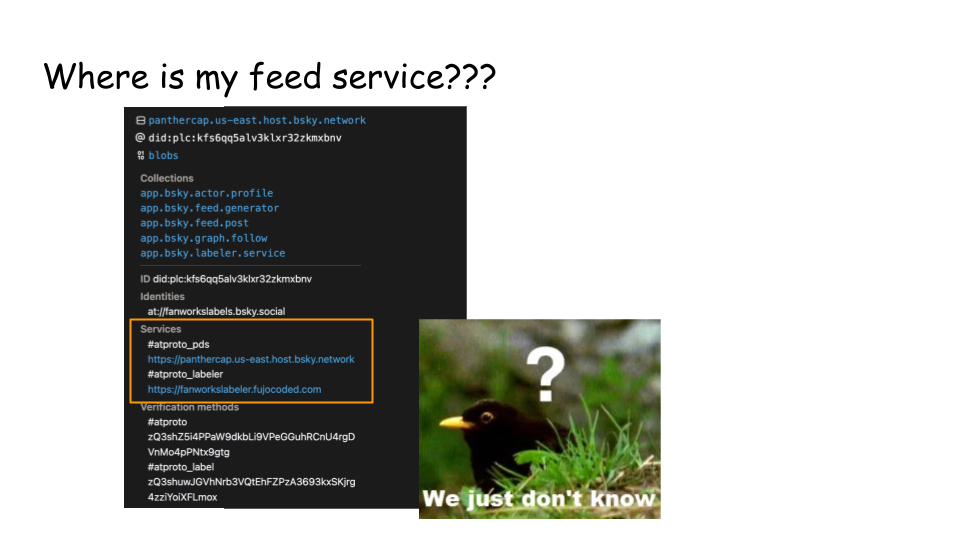 Where is my feed service???
panthercap.us-east.host.bsky.network
did:plc:kfs6qq5alv3klxr32zkmxbnv
blobs
Collections
app.bsky.actor.profile
app.bsky.feed.generator
app.bsky.feed.post
app.bsky.graph.follow
app.bsky.labeler.service
ID did:plc:kfs6qq5alv3klxr32zkmxbnv
Identities
at://fanworkslabels.bsky.social
Services
#atproto_pds
https://panthercap.us-east.host.bsky.network
#atproto_labeler
https://fanworkslabeler.fujocoded.com
Verification methods
#atproto
zQ3shZ5i4PPaW9dkbLi9VPeGGuhRCnU4rgD
VnMo4pPNtx9gtg
#atproto_label
zQ3shuwJGVhNrb3VQtEhFZPzA3693kxSKjrg
4zziYoiXFLmox
?
We just don't know